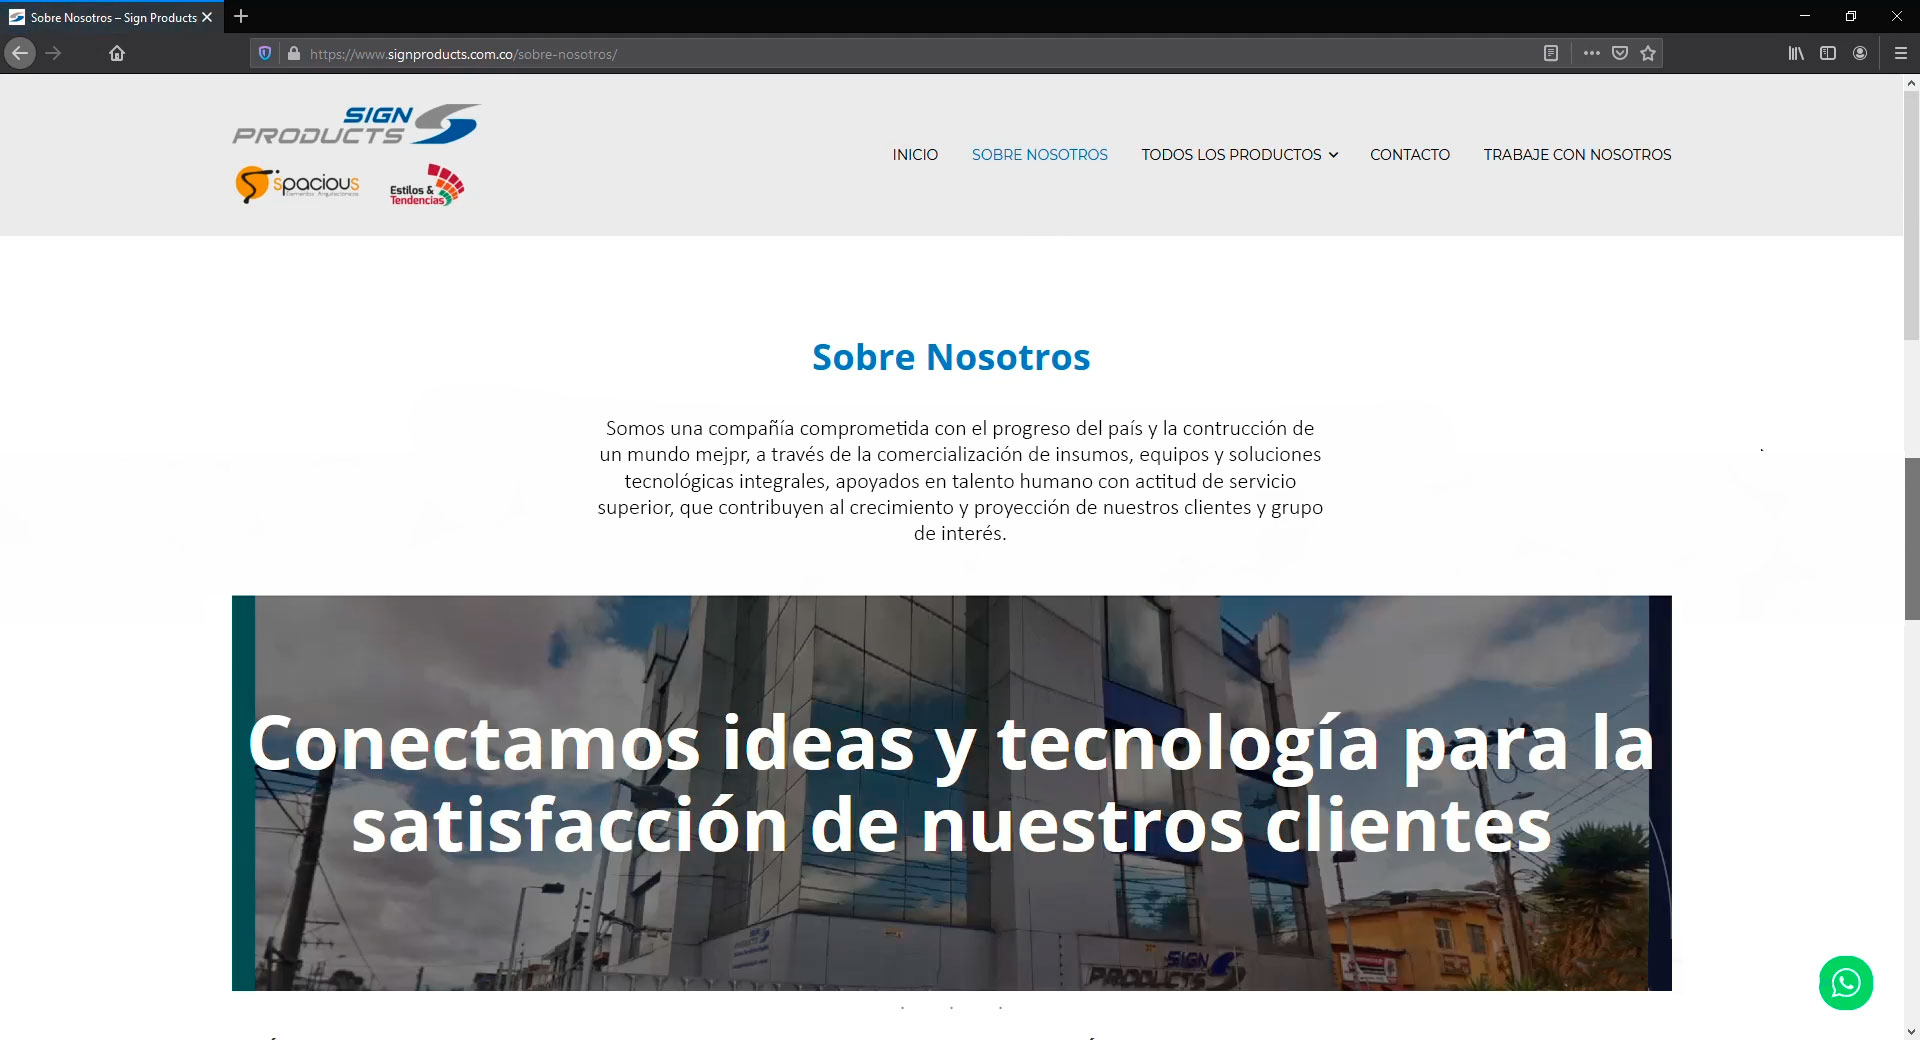 Sobre Nosotros – Sign Products
https://www.signproducts.com.co/sobre-nosotros/
SIGN
PRODUCTS
spacious
Elementos Arquitectónicos
Estilos &
Tendencias
INICIO
SOBRE NOSOTROS
TODOS LOS PRODUCTOS
CONTACTO
TRABAJE CON NOSOTROS
Sobre Nosotros
Somos una compañía comprometida con el progreso del país y la contrucción de
un mundo mejpr, a través de la comercialización de insumos, equipos y soluciones
tecnológicas integrales, apoyados en talento humano con actitud de servicio
superior, que contribuyen al crecimiento y proyección de nuestros clientes y grupo
de interés.
Conectamos ideas y tecnología para la
satisfacción de nuestros clientes
SIGN
PRODUCTS
SIGN
PRODUCTS